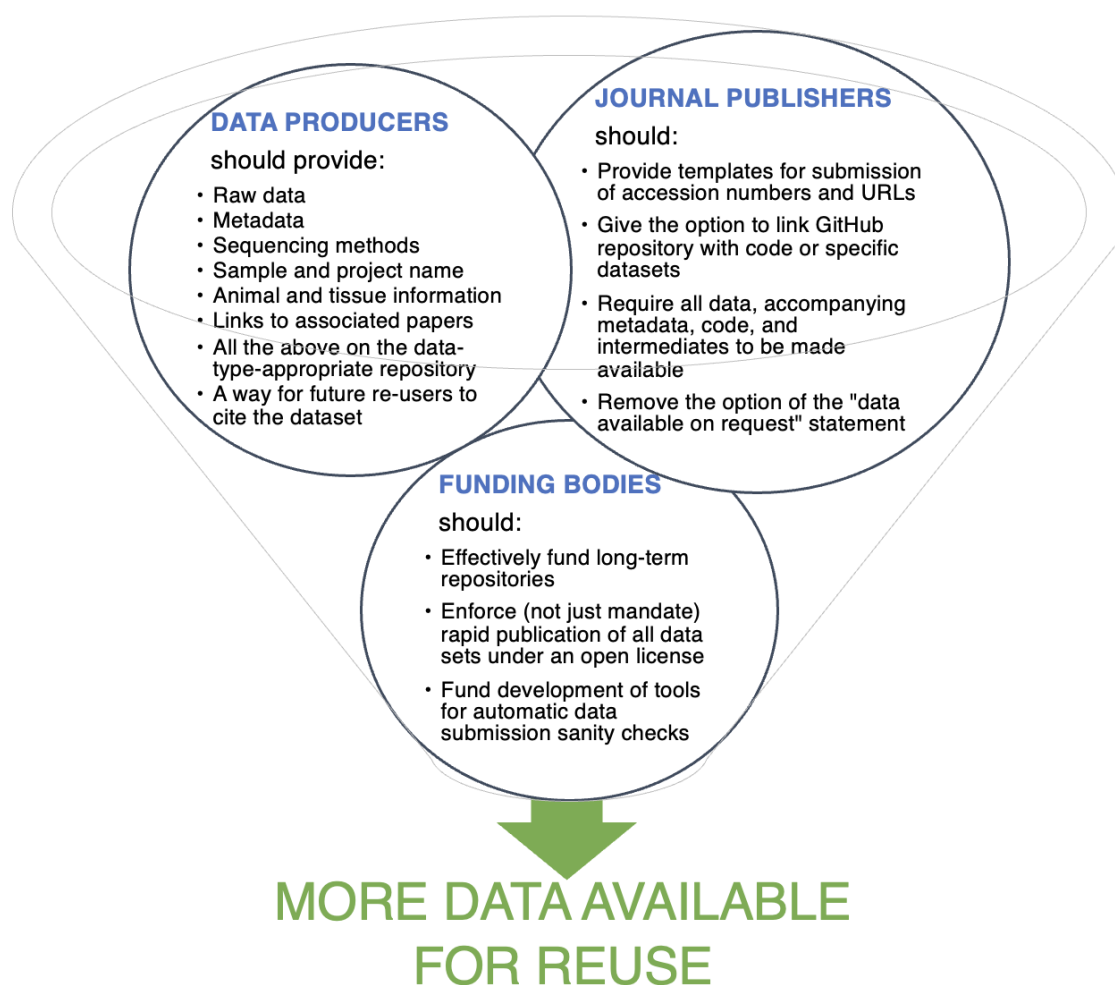 DATA PRODUCERS
should provide:
• Raw data
• Metadata
• Sequencing methods
• Sample and project name
• Animal and tissue information
• Links to associated papers
• All the above on the data-
type-appropriate repository
• A way for future re-users to
cite the dataset
JOURNAL PUBLISHERS
should:
• Provide templates for submission
of accession numbers and URLs
• Give the option to link GitHub
repository with code or specific
datasets
• Require all data, accompanying
metadata, code, and
intermediates to be made
available
• Remove the option of the "data
available on request" statement
FUNDING BODIES
should:
• Effectively fund long-term
repositories
• Enforce (not just mandate)
rapid publication of all data
sets under an open license
• Fund development of tools
for automatic data
submission sanity checks
MORE DATA AVAILABLE
FOR REUSE